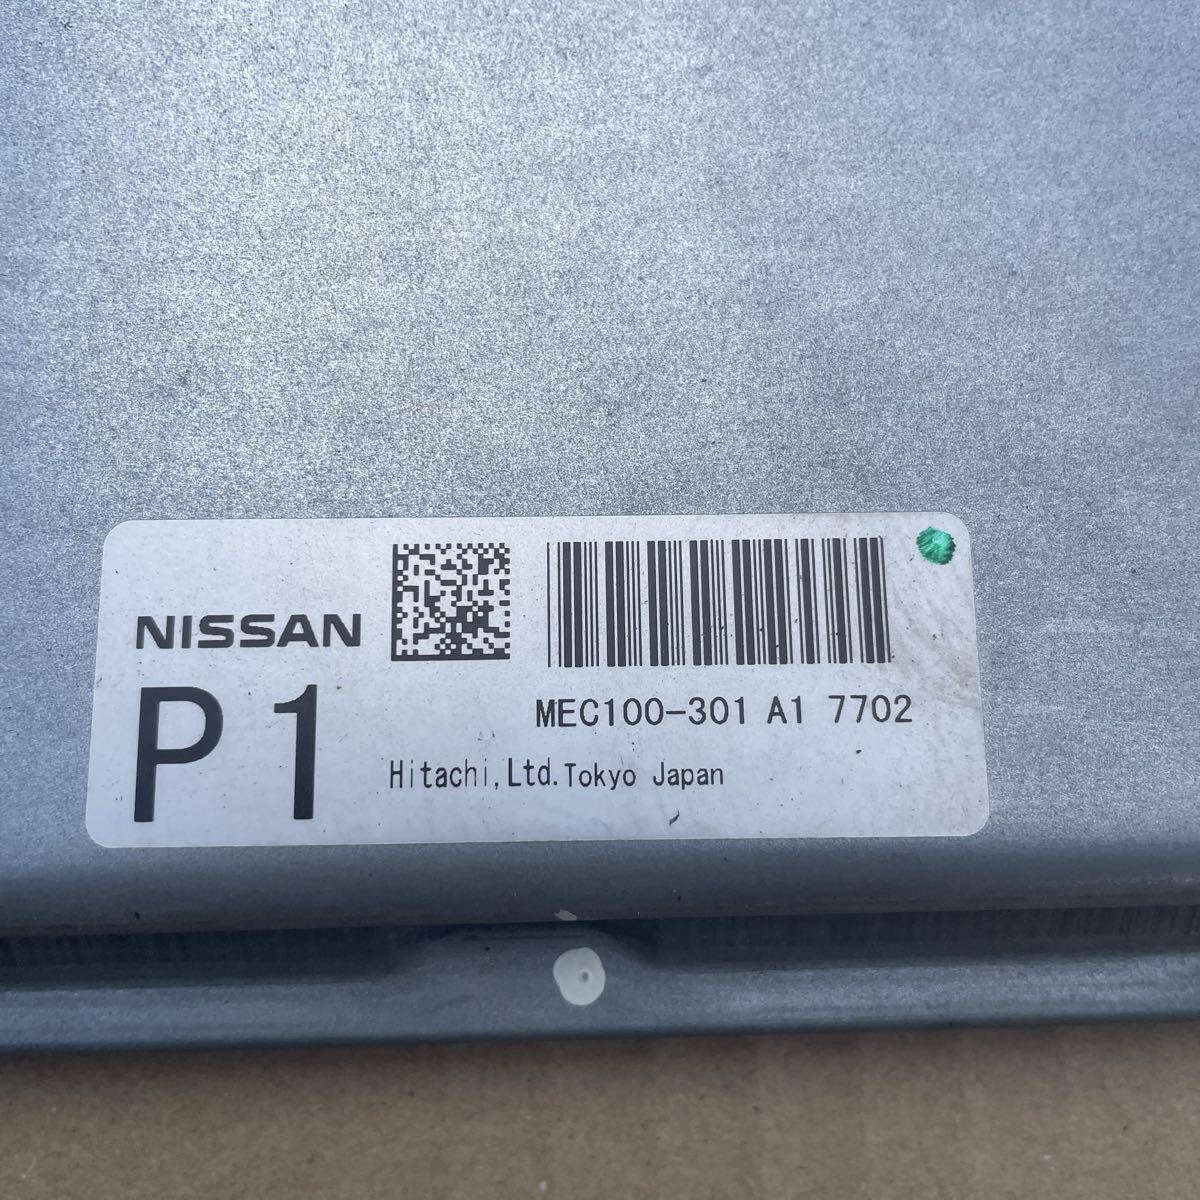 NISSAN
P1
MEC100-301 A1 7702
Hitachi,Ltd.Tokyo Japan